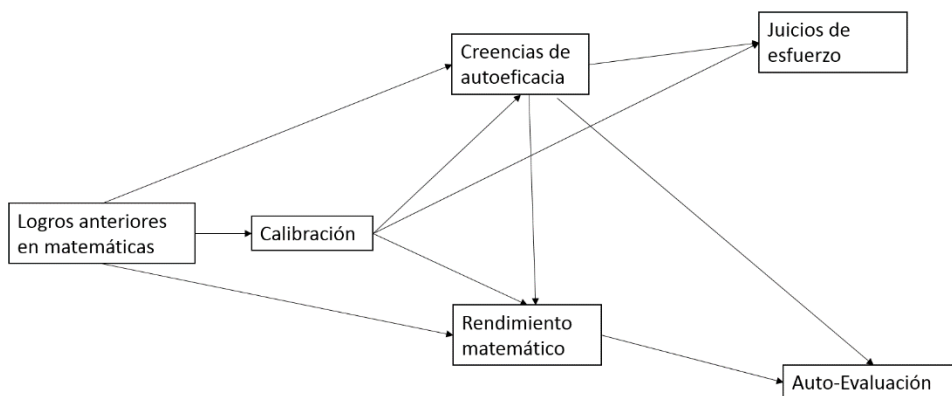 Juicios de
esfuerzo
Creencias de
autoeficacia
Logros anteriores
en matemáticas
Calibración
Rendimiento
matemático
Auto-Evaluación